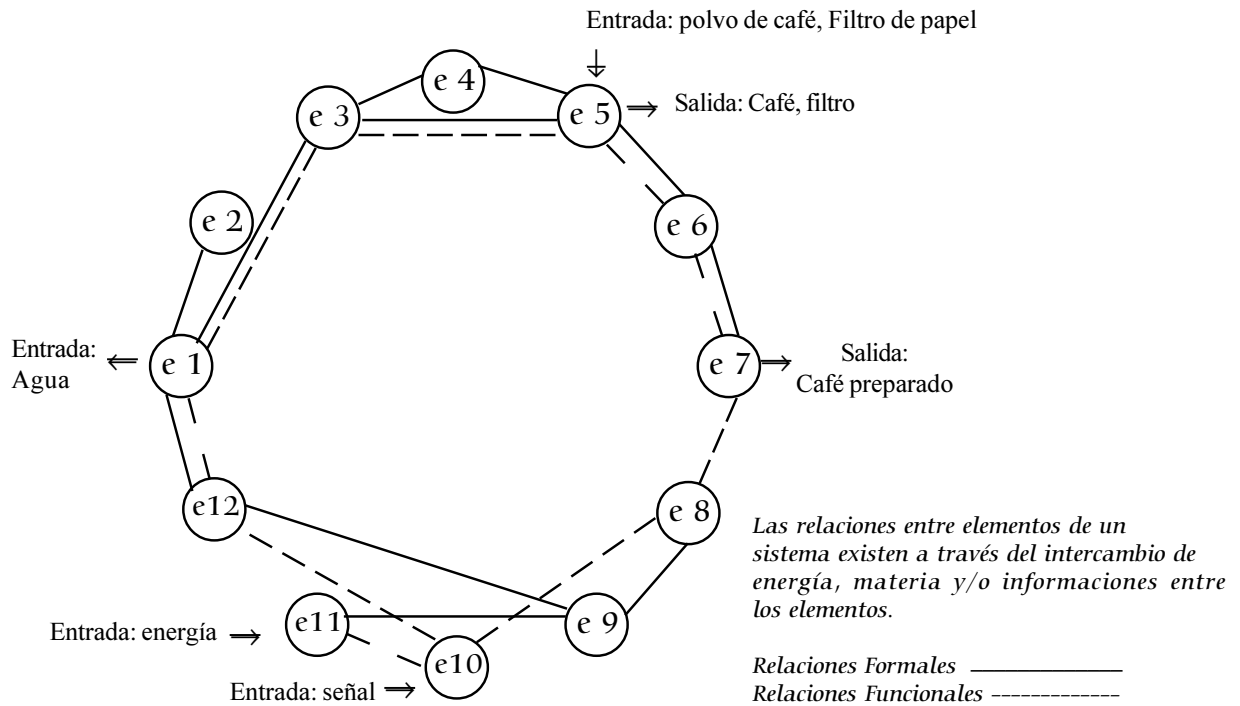 Entrada: polvo de café, Filtro de papel
e 4
e 3
e 5
Salida: Café, filtro
e 2
e 6
Entrada:
Agua
e 1
e 7
Salida:
Café preparado
e12
e 8
Las relaciones entre elementos de un
sistema existen a través del intercambio de
energía, materia y/o informaciones entre
los elementos.
Entrada: energía
e11
e 9
e10
Entrada: señal
Relaciones Formales
Relaciones Funcionales